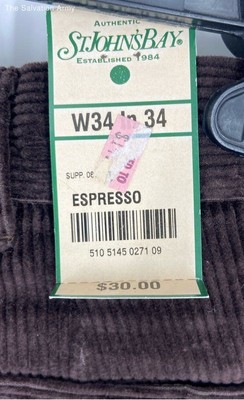 The Salvation Army
AUTHENTIC
ST.JOHN'S BAY®
ESTABLISHED 1984
W34 In 34
SUPP. DE
ESPRESSO
510 5145 0271 09
$30.00